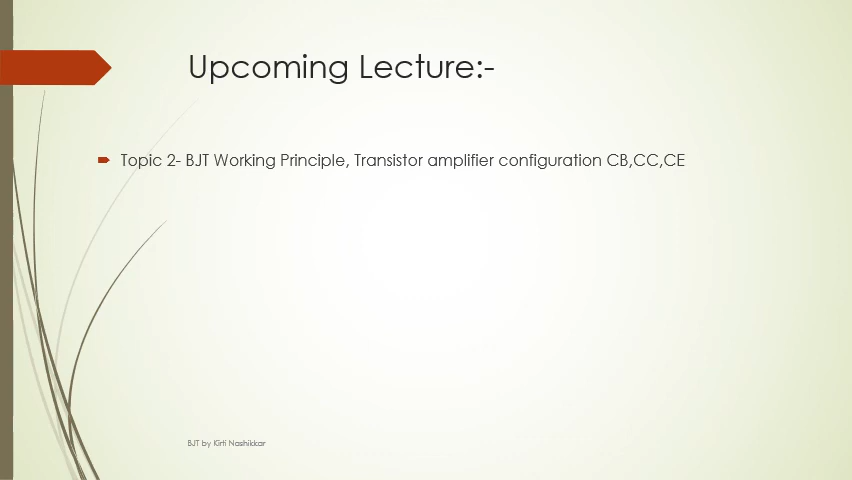 Upcoming Lecture:-
Topic 2- BJT Working Principle, Transistor amplifier configuration CB,CC,CE
BJT by Kirti Nashikkar